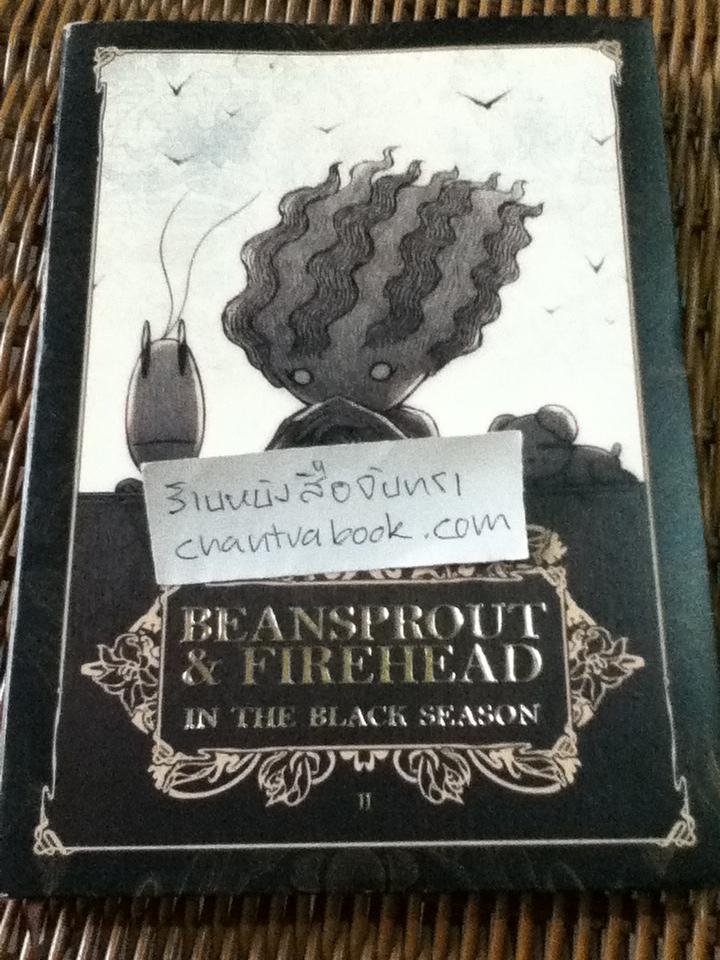 ร้านหนังสือจันทรา
chantrabook.com
BEANSPROUT
& FIREHEAD
IN THE BLACK SEASON
II